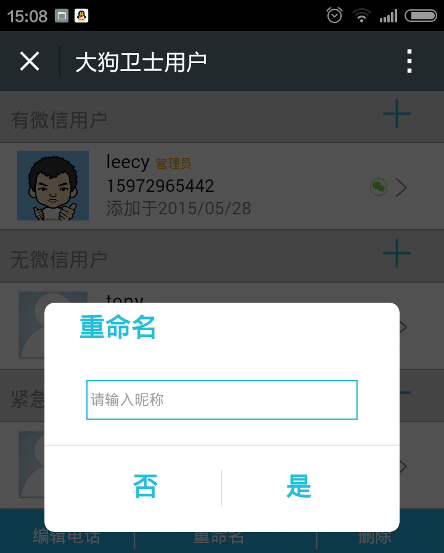 15:08
大狗卫士用户
有微信用户
leecy 管理员
15972965442
添加于2015/05/28
无微信用户
tony
重命名
紧急
请输入昵称
否
是
编辑电话
重命名
删除